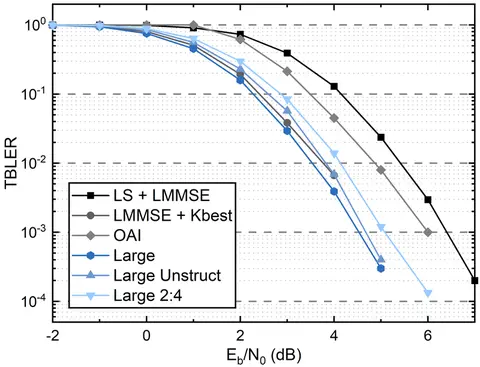 TBLER
10⁰
10⁻¹
10⁻²
10⁻³
10⁻⁴
LS + LMMSE
LMMSE + Kbest
OAI
Large
Large Unstruct
Large 2:4
-2 0 2 4 6
E_b/N_0 (dB)